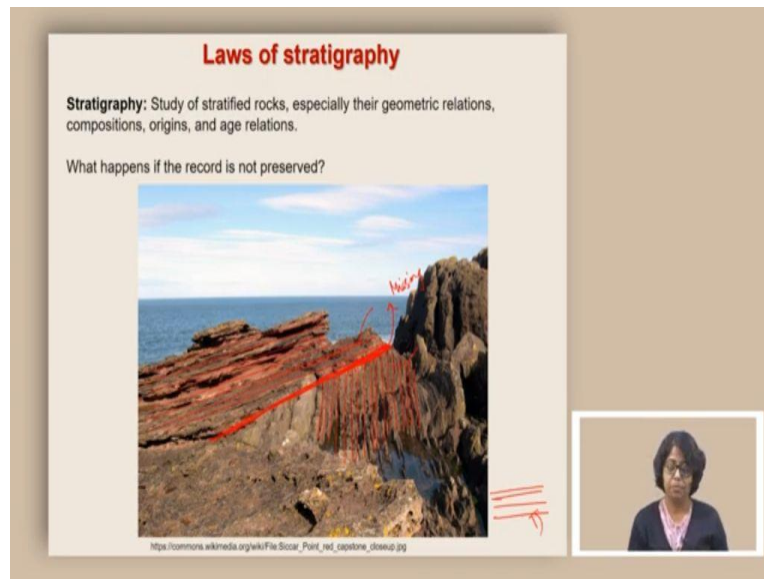 Laws of stratigraphy
Stratigraphy: Study of stratified rocks, especially their geometric relations,
compositions, origins, and age relations.
What happens if the record is not preserved?
Missing
https://commons.wikimedia.org/wiki/File:Siccar_Point_red_capstone_closeup.jpg